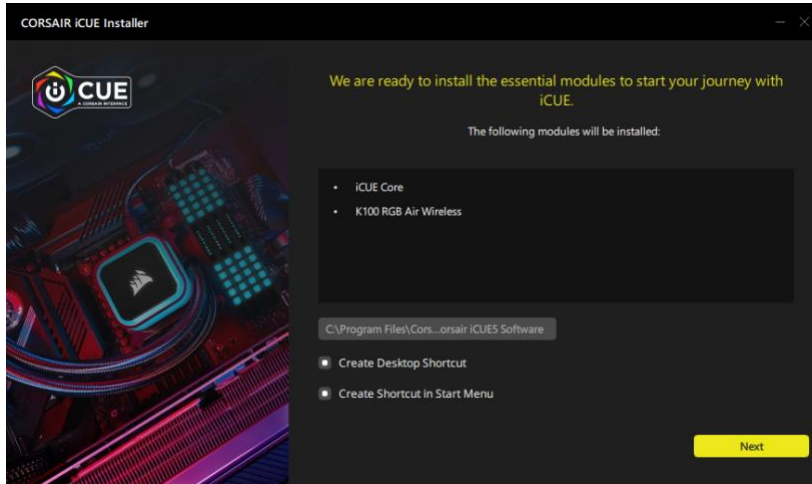 CORSAIR iCUE Installer
iCUE
A CORSAIR INTERFACE
We are ready to install the essential modules to start your journey with
iCUE.
The following modules will be installed:
• iCUE Core
• K100 RGB Air Wireless
C:\Program Files\Cors...orsair iCUE5 Software
Create Desktop Shortcut
Create Shortcut in Start Menu
Next